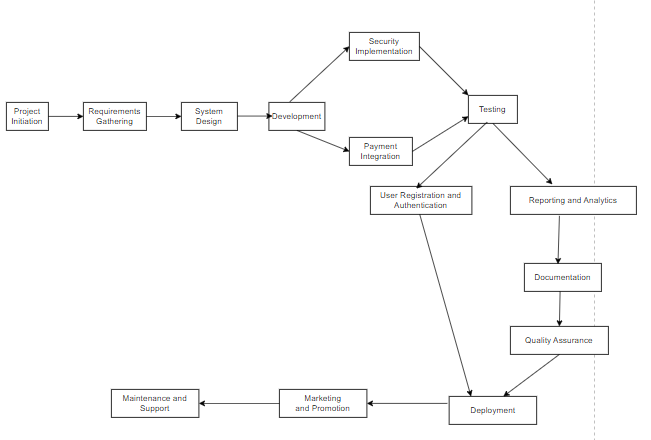 Security
Implementation
Project
Initiation
Requirements
Gathering
System
Design
Development
Testing
Payment
Integration
User Registration and
Authentication
Reporting and Analytics
Documentation
Quality Assurance
Maintenance and
Support
Marketing
and Promotion
Deployment